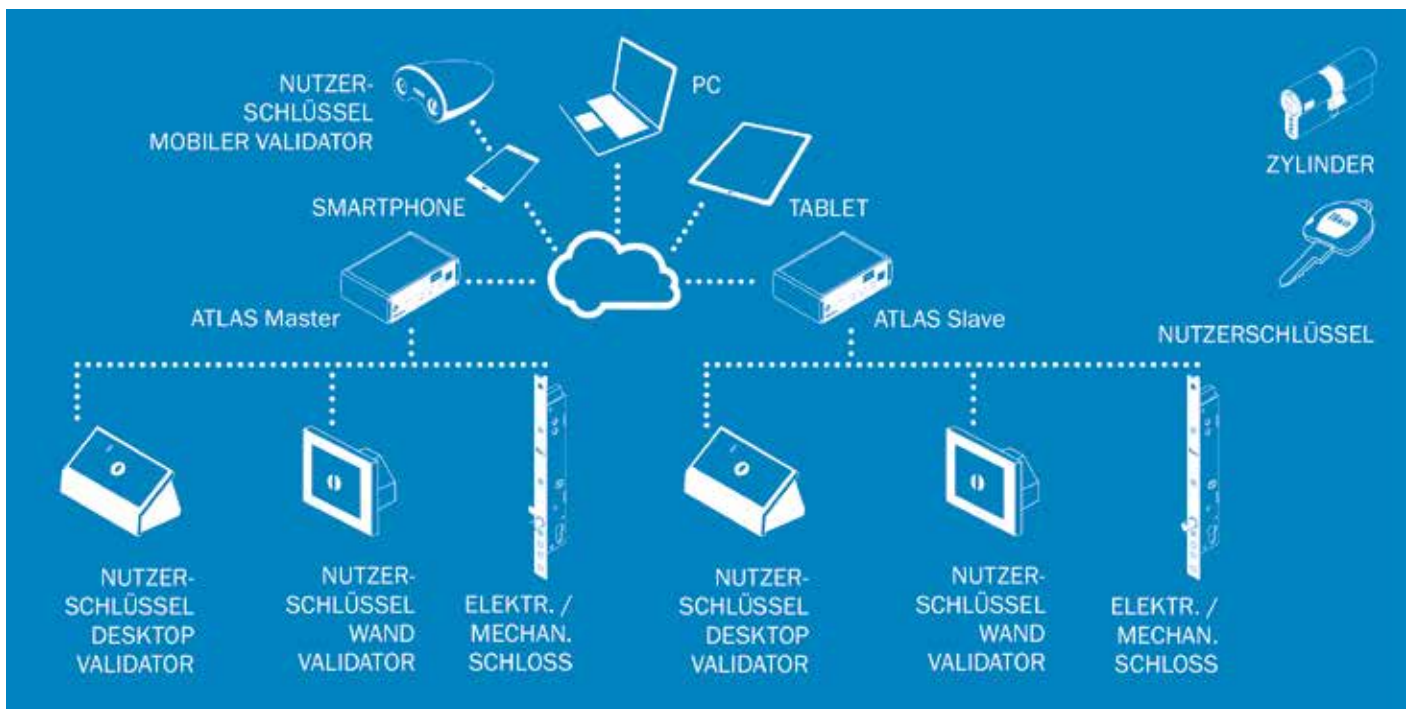 NUTZER-
SCHLÜSSEL
MOBILER VALIDATOR
PC
SMARTPHONE
TABLET
ZYLINDER
ATLAS Master
ATLAS Slave
NUTZERSCHLÜSSEL
NUTZER-
SCHLÜSSEL
DESKTOP
VALIDATOR
NUTZER-
SCHLÜSSEL
WAND
VALIDATOR
ELEKTR. /
MECHAN.
SCHLOSS
NUTZER-
SCHLÜSSEL
DESKTOP
VALIDATOR
NUTZER-
SCHLÜSSEL
WAND
VALIDATOR
ELEKTR. /
MECHAN.
SCHLOSS